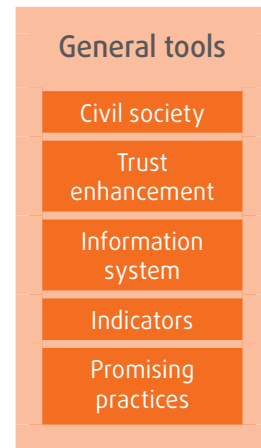 General tools
Civil society
Trust
enhancement
Information
system
Indicators
Promising
practices